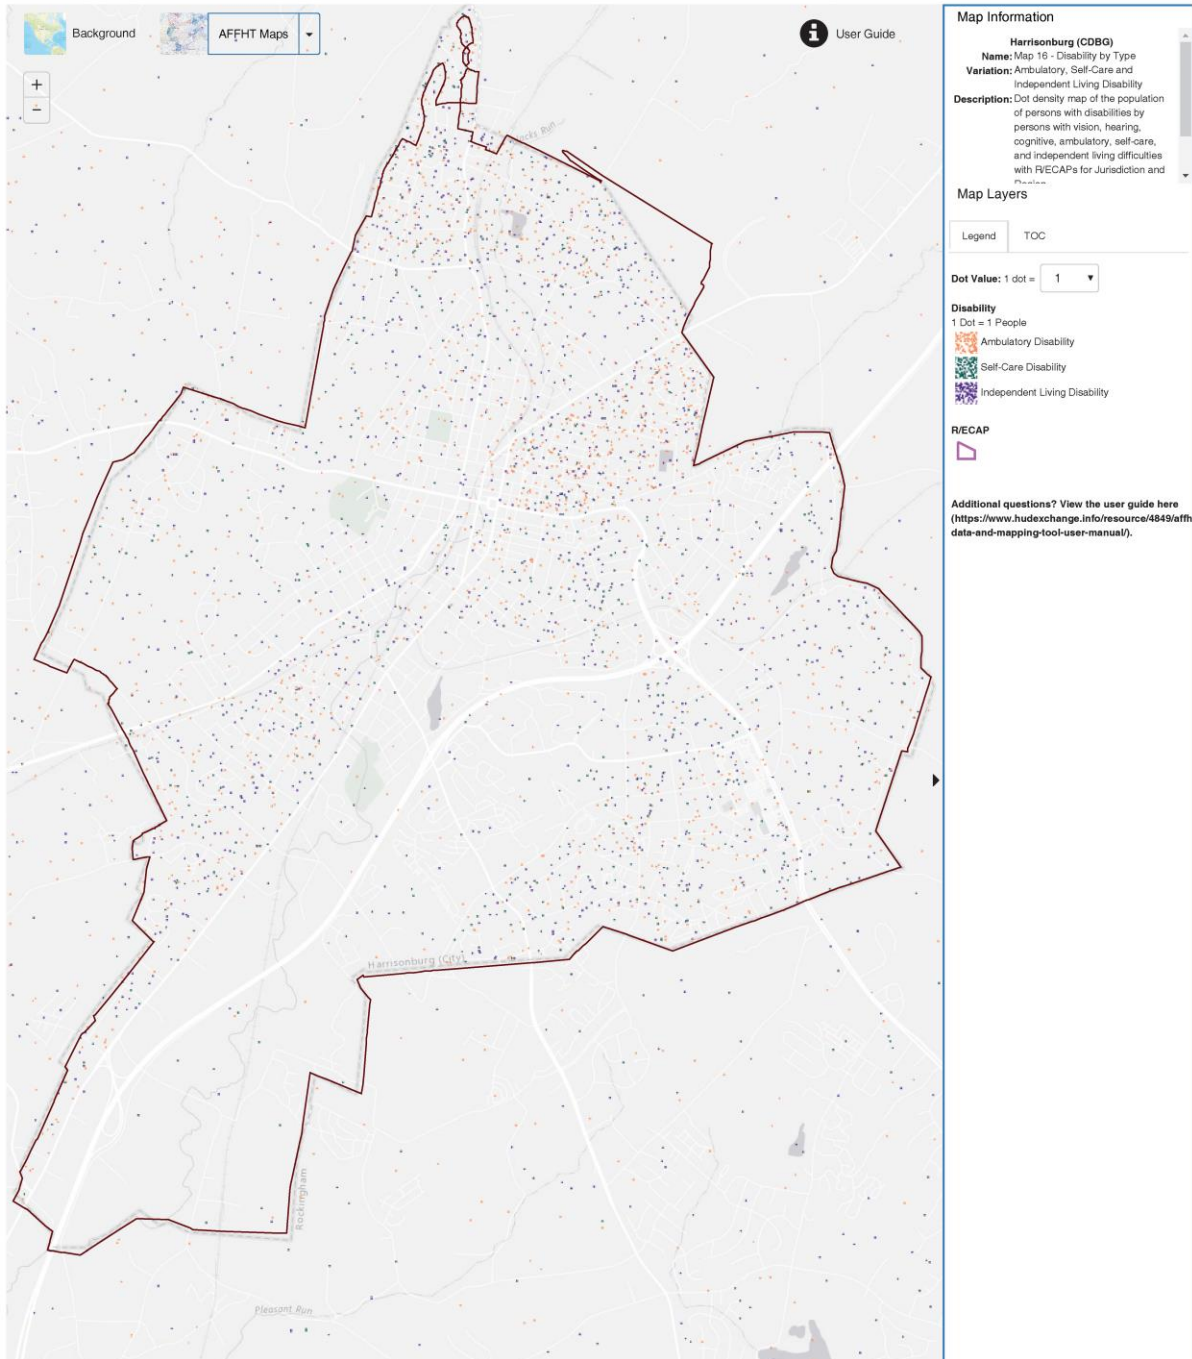 Background
AFFHT Maps
User Guide
+
−
Harrisonburg (City)
Rockingham
Pleasant Run
Map Information
Harrisonburg (CDBG)
Name: Map 16 - Disability by Type
Variation: Ambulatory, Self-Care and
Independent Living Disability
Description: Dot density map of the population
of persons with disabilities by
persons with vision, hearing,
cognitive, ambulatory, self-care,
and independent living difficulties
with R/ECAPs for Jurisdiction and
Region
Map Layers
Legend
TOC
Dot Value: 1 dot = 1
Disability
1 Dot = 1 People
Ambulatory Disability
Self-Care Disability
Independent Living Disability
R/ECAP
Additional questions? View the user guide here
(https://www.hudexchange.info/resource/4849/affh
data-and-mapping-tool-user-manual/).